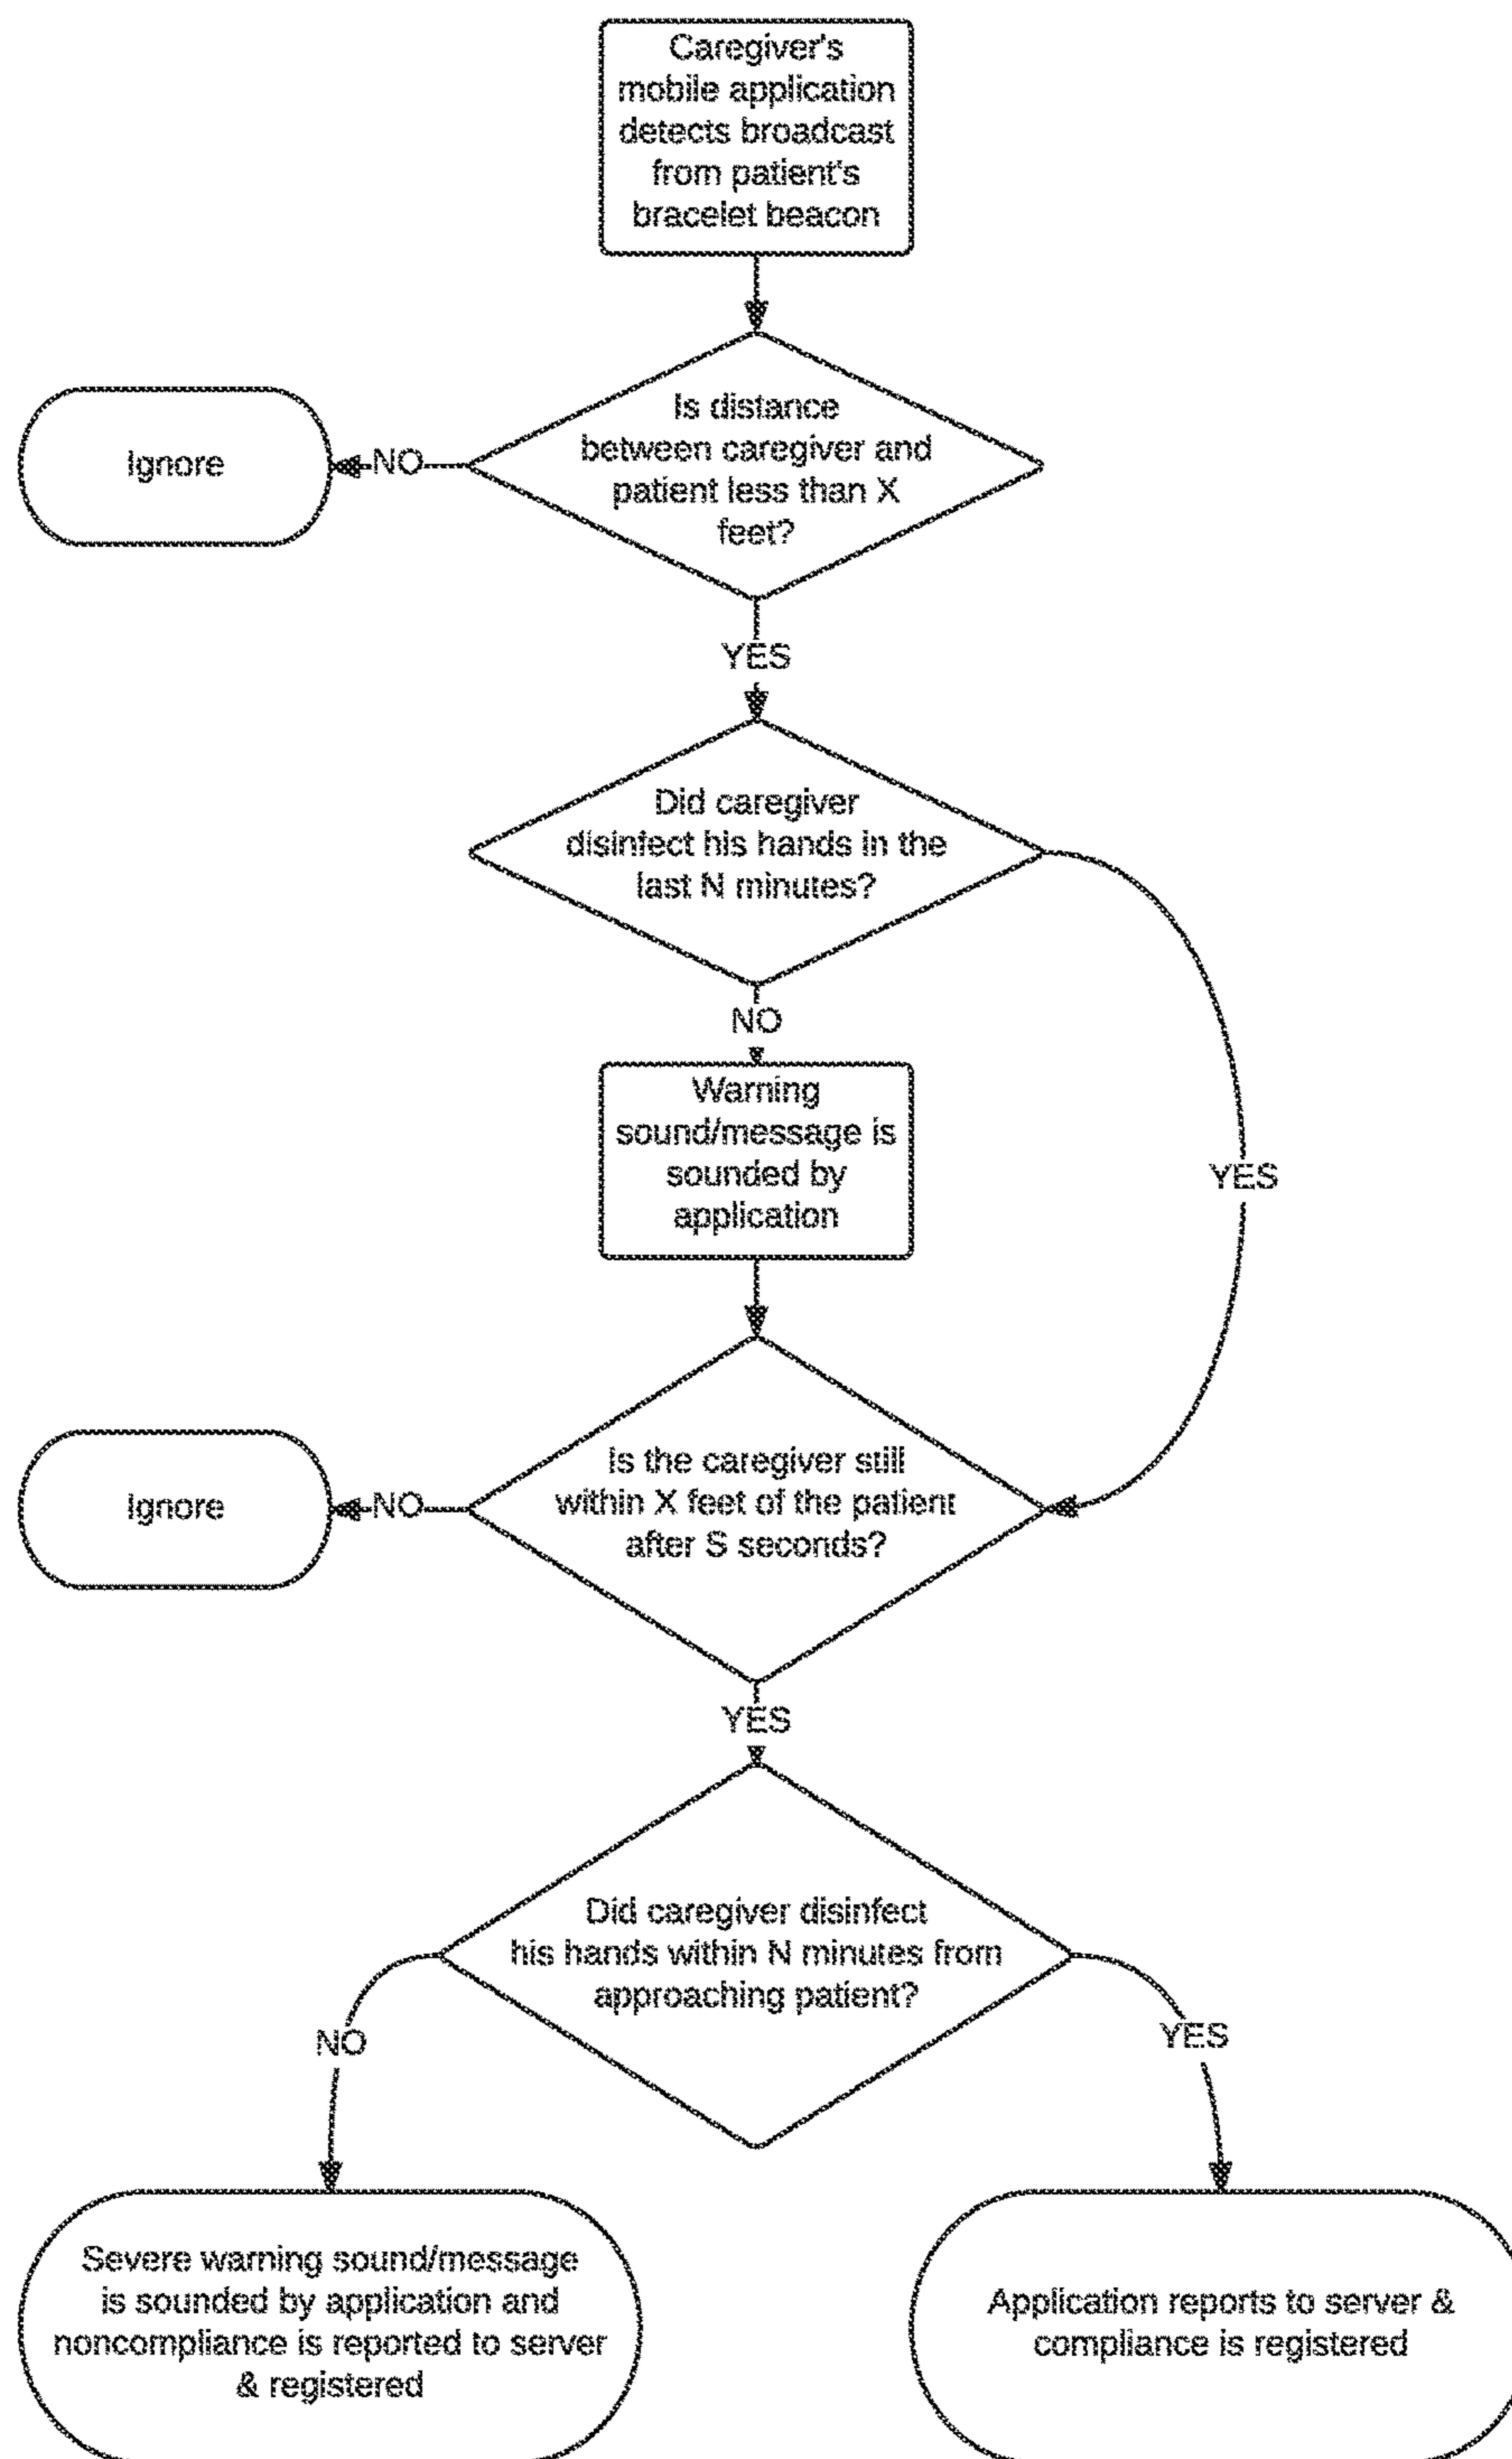 Caregiver's
mobile application
detects broadcast
from patient's
bracelet beacon
Is distance
between caregiver and
patient less than X
feet?
NO
Ignore
YES
Did caregiver
disinfect his hands in the
last N minutes?
NO
YES
Warning
sound/message is
sounded by
application
Is the caregiver still
within X feet of the patient
after S seconds?
NO
Ignore
YES
Did caregiver disinfect
his hands within N minutes from
approaching patient?
NO
YES
Severe warning sound/message
is sounded by application and
noncompliance is reported to server
& registered
Application reports to server &
compliance is registered